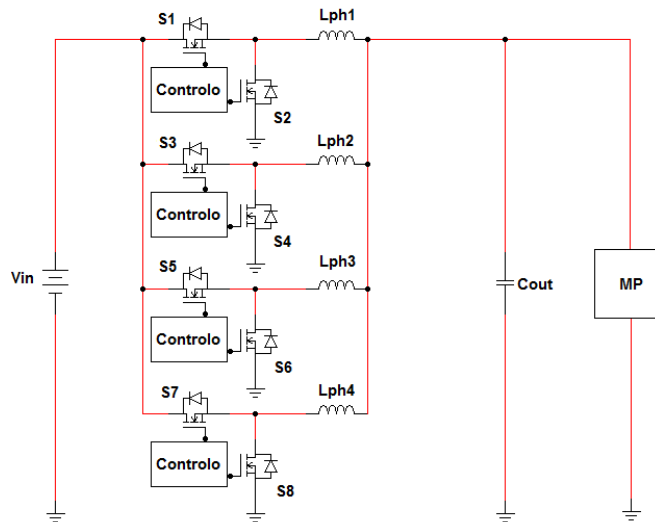 S1
Lph1
Controlo
S2
S3
Lph2
Controlo
S4
S5
Lph3
Vin
Cout
MP
Controlo
S6
S7
Lph4
Controlo
S8